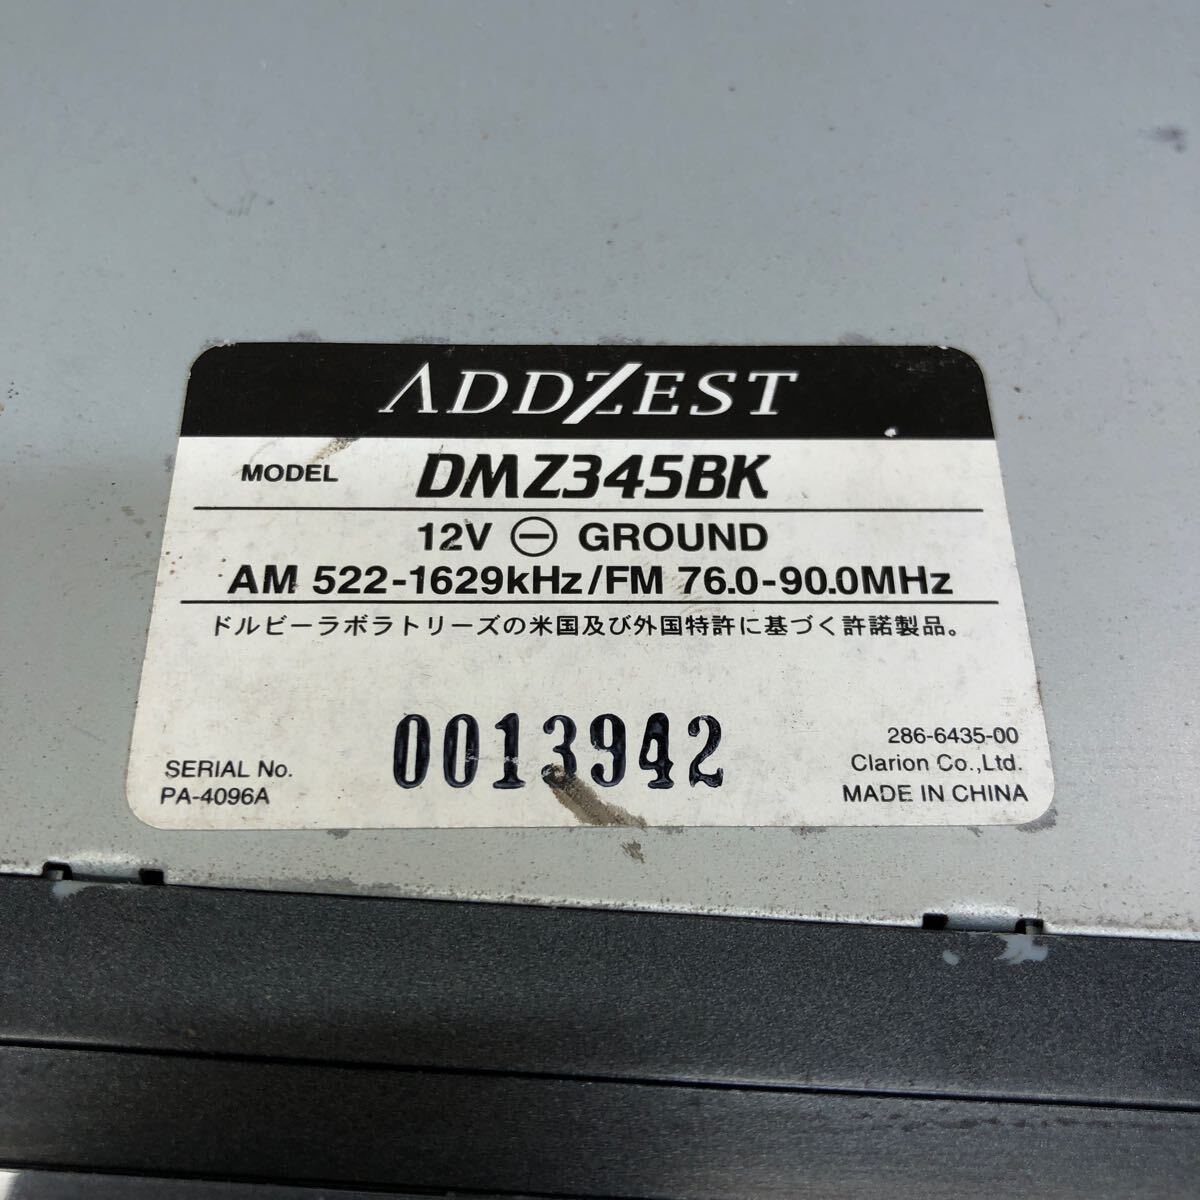 ADDZEST
MODEL DMZ345BK
12V ⊖ GROUND
AM 522-1629kHz/FM 76.0-90.0MHz
ドルビーラボラトリーズの米国及び外国特許に基づく許諾製品。
0013942
SERIAL No.
PA-4096A
286-6435-00
Clarion Co.,Ltd.
MADE IN CHINA